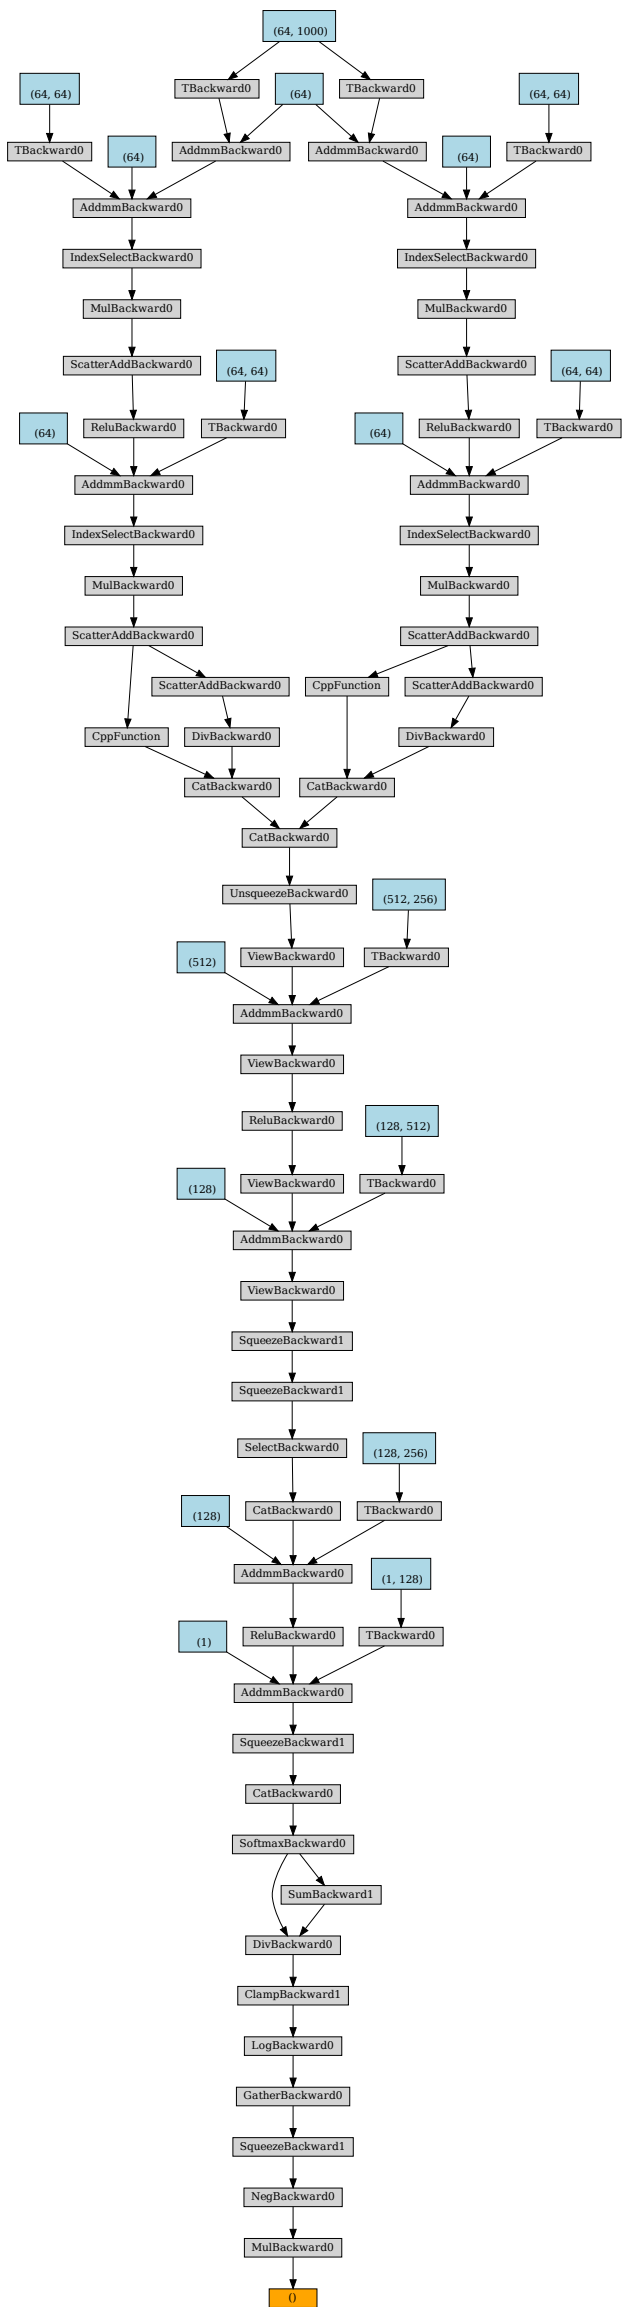 (64, 1000)
TBackward0
TBackward0
(64, 64)
(64)
(64, 64)
TBackward0
(64)
AddmmBackward0
AddmmBackward0
(64)
TBackward0
AddmmBackward0
AddmmBackward0
IndexSelectBackward0
IndexSelectBackward0
MulBackward0
MulBackward0
ScatterAddBackward0
(64, 64)
ScatterAddBackward0
(64, 64)
(64)
ReluBackward0
TBackward0
(64)
ReluBackward0
TBackward0
AddmmBackward0
AddmmBackward0
IndexSelectBackward0
IndexSelectBackward0
MulBackward0
MulBackward0
ScatterAddBackward0
ScatterAddBackward0
ScatterAddBackward0
CppFunction
ScatterAddBackward0
CppFunction
DivBackward0
DivBackward0
CatBackward0
CatBackward0
CatBackward0
UnsqueezeBackward0
(512, 256)
(512)
ViewBackward0
TBackward0
AddmmBackward0
ViewBackward0
ReluBackward0
(128, 512)
(128)
ViewBackward0
TBackward0
AddmmBackward0
ViewBackward0
SqueezeBackward1
SqueezeBackward1
SelectBackward0
(128, 256)
(128)
CatBackward0
TBackward0
AddmmBackward0
(1, 128)
(1)
ReluBackward0
TBackward0
AddmmBackward0
SqueezeBackward1
CatBackward0
SoftmaxBackward0
SumBackward1
DivBackward0
ClampBackward1
LogBackward0
GatherBackward0
SqueezeBackward1
NegBackward0
MulBackward0
()